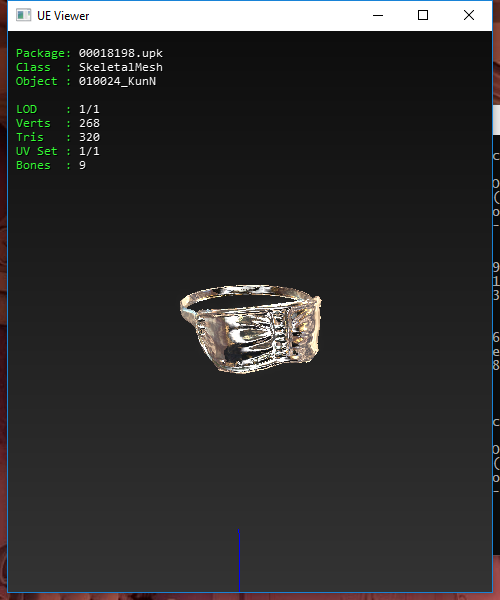 UE Viewer
Package: 00018198.upk
Class  : SkeletalMesh
Object : 010024_KunN
LOD    : 1/1
Verts  : 268
Tris   : 320
UV Set : 1/1
Bones  : 9